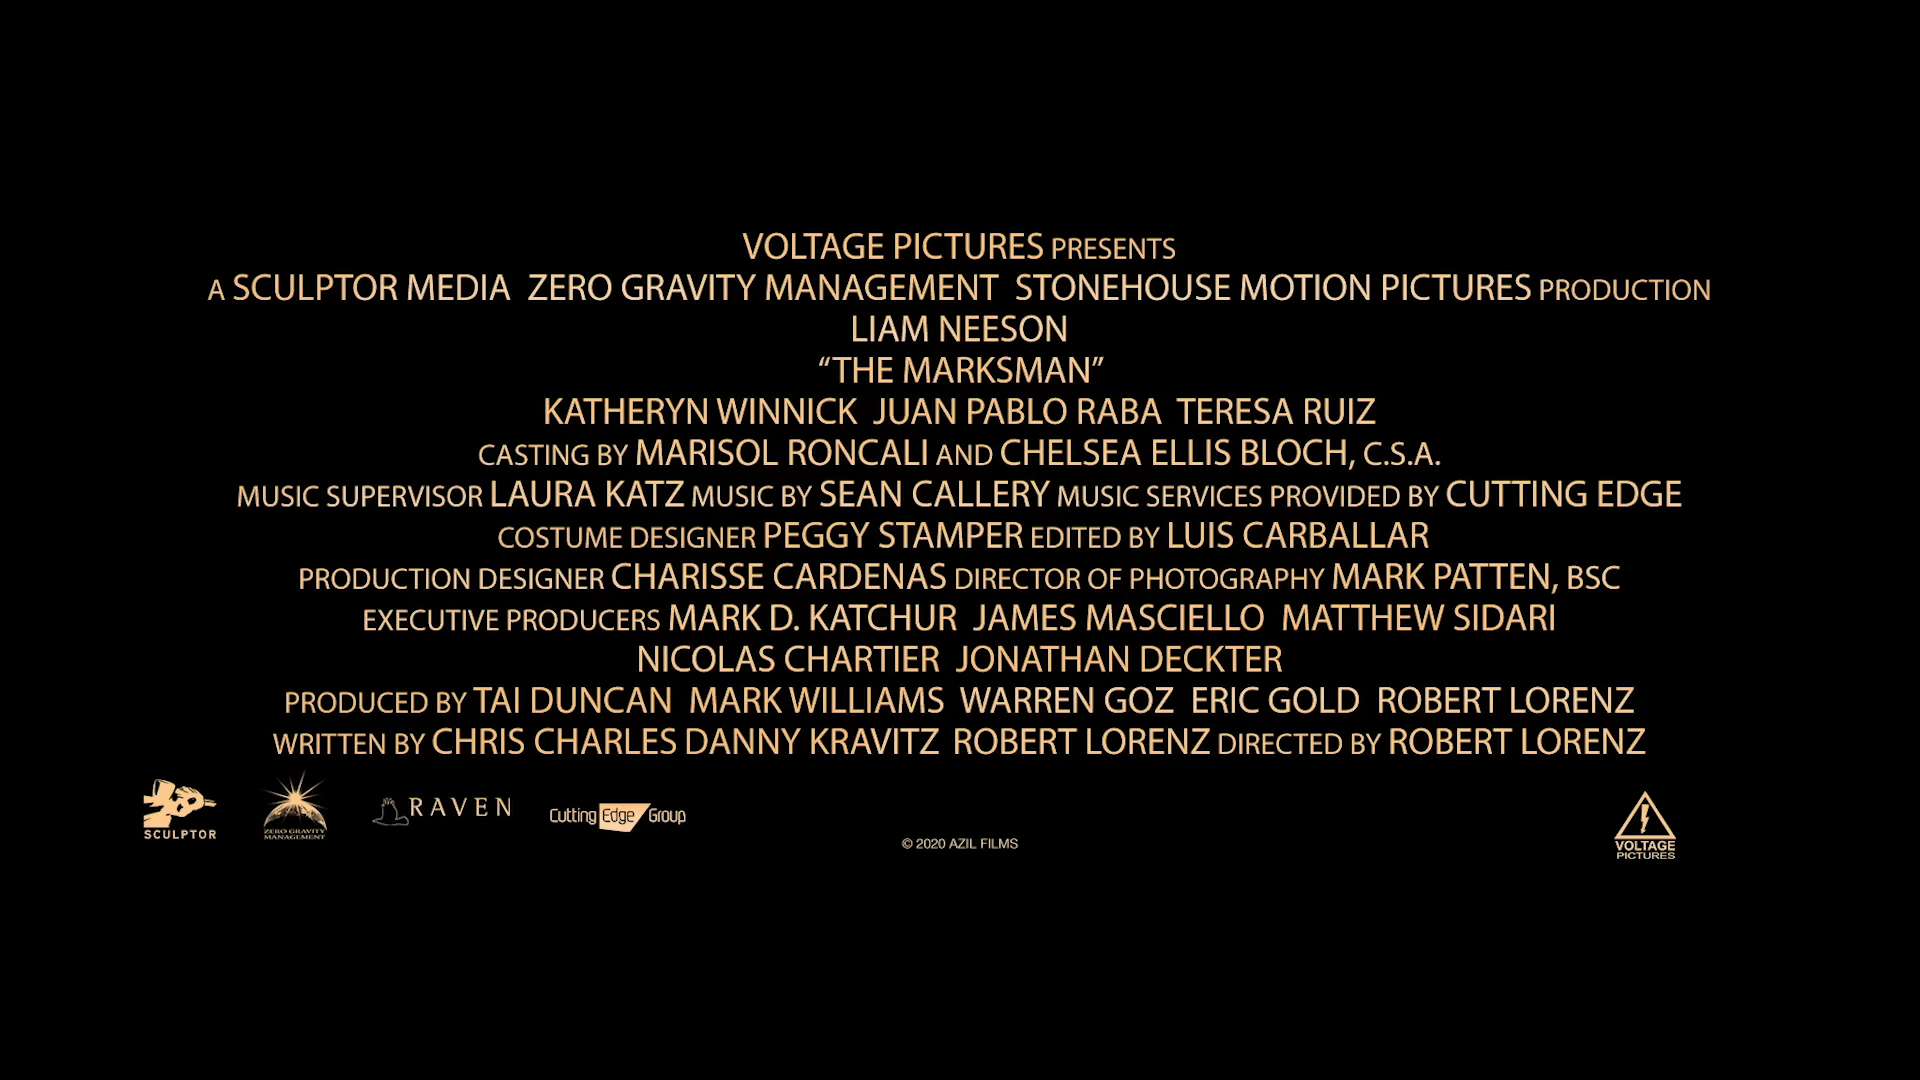 VOLTAGE PICTURES PRESENTS
A SCULPTOR MEDIA ZERO GRAVITY MANAGEMENT STONEHOUSE MOTION PICTURES PRODUCTION
LIAM NEESON
“THE MARKSMAN”
KATHERYN WINNICK JUAN PABLO RABA TERESA RUIZ
CASTING BY MARISOL RONCALI AND CHELSEA ELLIS BLOCH, C.S.A.
MUSIC SUPERVISOR LAURA KATZ MUSIC BY SEAN CALLERY MUSIC SERVICES PROVIDED BY CUTTING EDGE
COSTUME DESIGNER PEGGY STAMPER EDITED BY LUIS CARBALLAR
PRODUCTION DESIGNER CHARISSE CARDENAS DIRECTOR OF PHOTOGRAPHY MARK PATTEN, BSC
EXECUTIVE PRODUCERS MARK D. KATCHUR JAMES MASCIELLO MATTHEW SIDARI
NICOLAS CHARTIER JONATHAN DECKTER
PRODUCED BY TAI DUNCAN MARK WILLIAMS WARREN GOZ ERIC GOLD ROBERT LORENZ
WRITTEN BY CHRIS CHARLES DANNY KRAVITZ ROBERT LORENZ DIRECTED BY ROBERT LORENZ
SCULPTOR
ZERO GRAVITY
MANAGEMENT
RAVEN
Cutting Edge Group
© 2020 AZIL FILMS
VOLTAGE
PICTURES